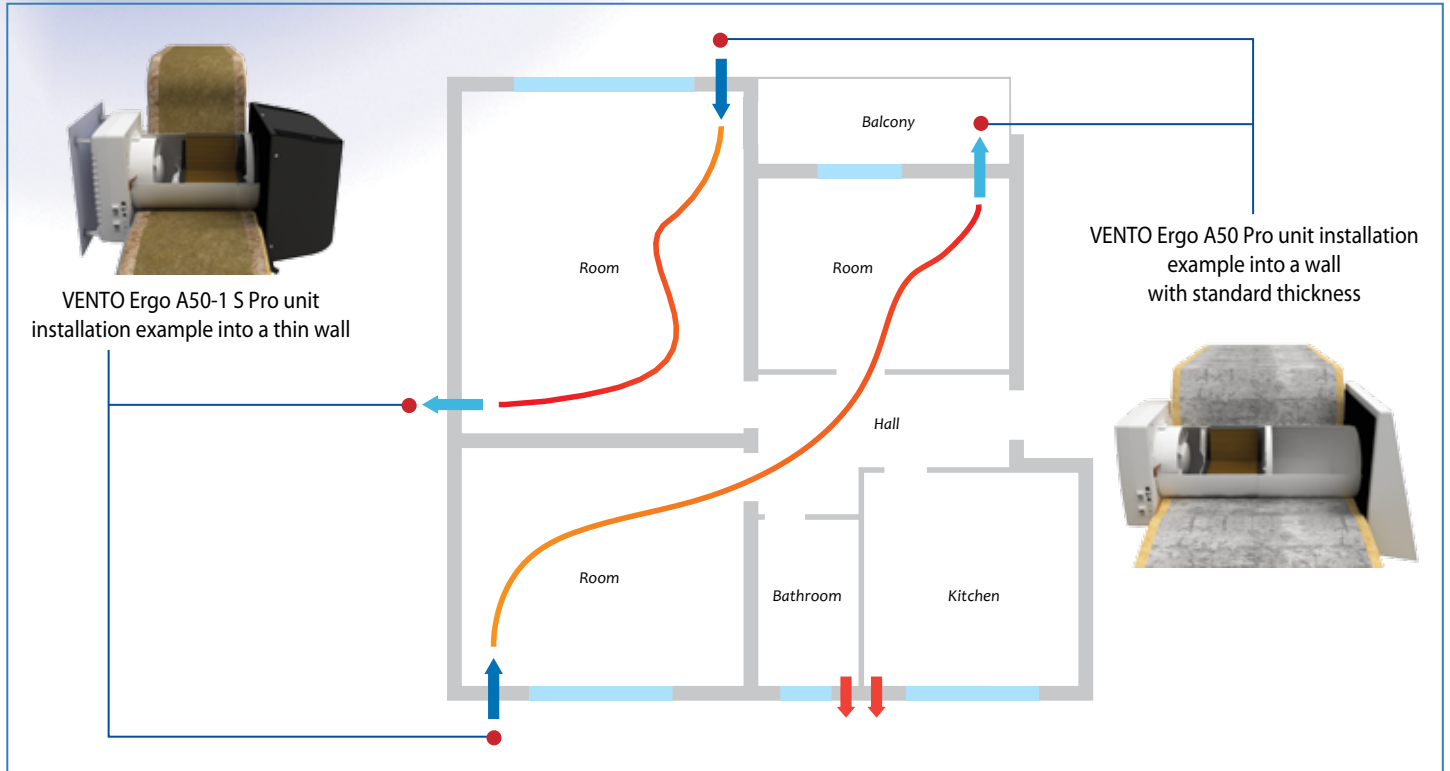 Balcony
Room
Room
VENTO Ergo A50-1 S Pro unit
installation example into a thin wall
VENTO Ergo A50 Pro unit installation
example into a wall
with standard thickness
Hall
Room
Bathroom
Kitchen